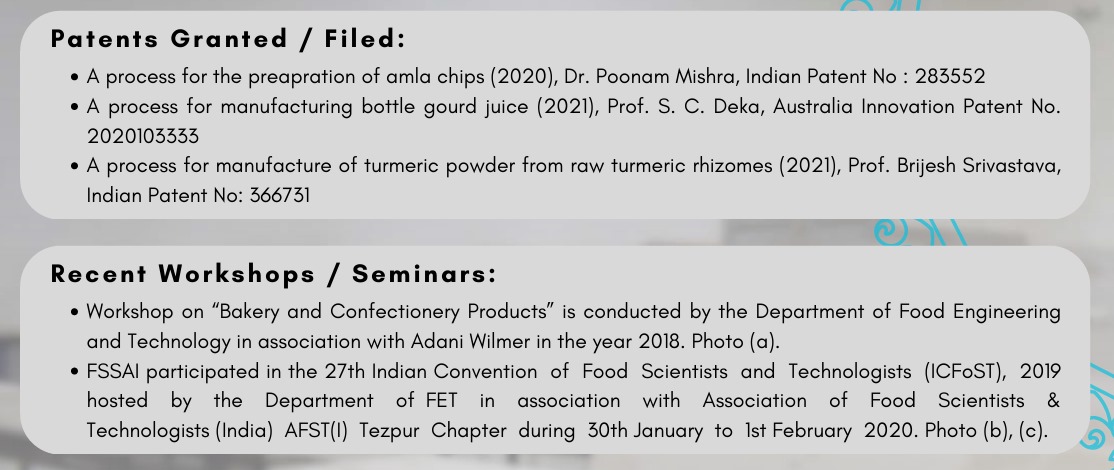 Patents Granted / Filed:
• A process for the preapration of amla chips (2020), Dr. Poonam Mishra, Indian Patent No : 283552
• A process for manufacturing bottle gourd juice (2021), Prof. S. C. Deka, Australia Innovation Patent No.
2020103333
• A process for manufacture of turmeric powder from raw turmeric rhizomes (2021), Prof. Brijesh Srivastava,
Indian Patent No: 366731
Recent Workshops / Seminars:
• Workshop on “Bakery and Confectionery Products” is conducted by the Department of Food Engineering
and Technology in association with Adani Wilmer in the year 2018. Photo (a).
• FSSAI participated in the 27th Indian Convention of Food Scientists and Technologists (ICFoST), 2019
hosted by the Department of FET in association with Association of Food Scientists &
Technologists (India) AFST(I) Tezpur Chapter during 30th January to 1st February 2020. Photo (b), (c).